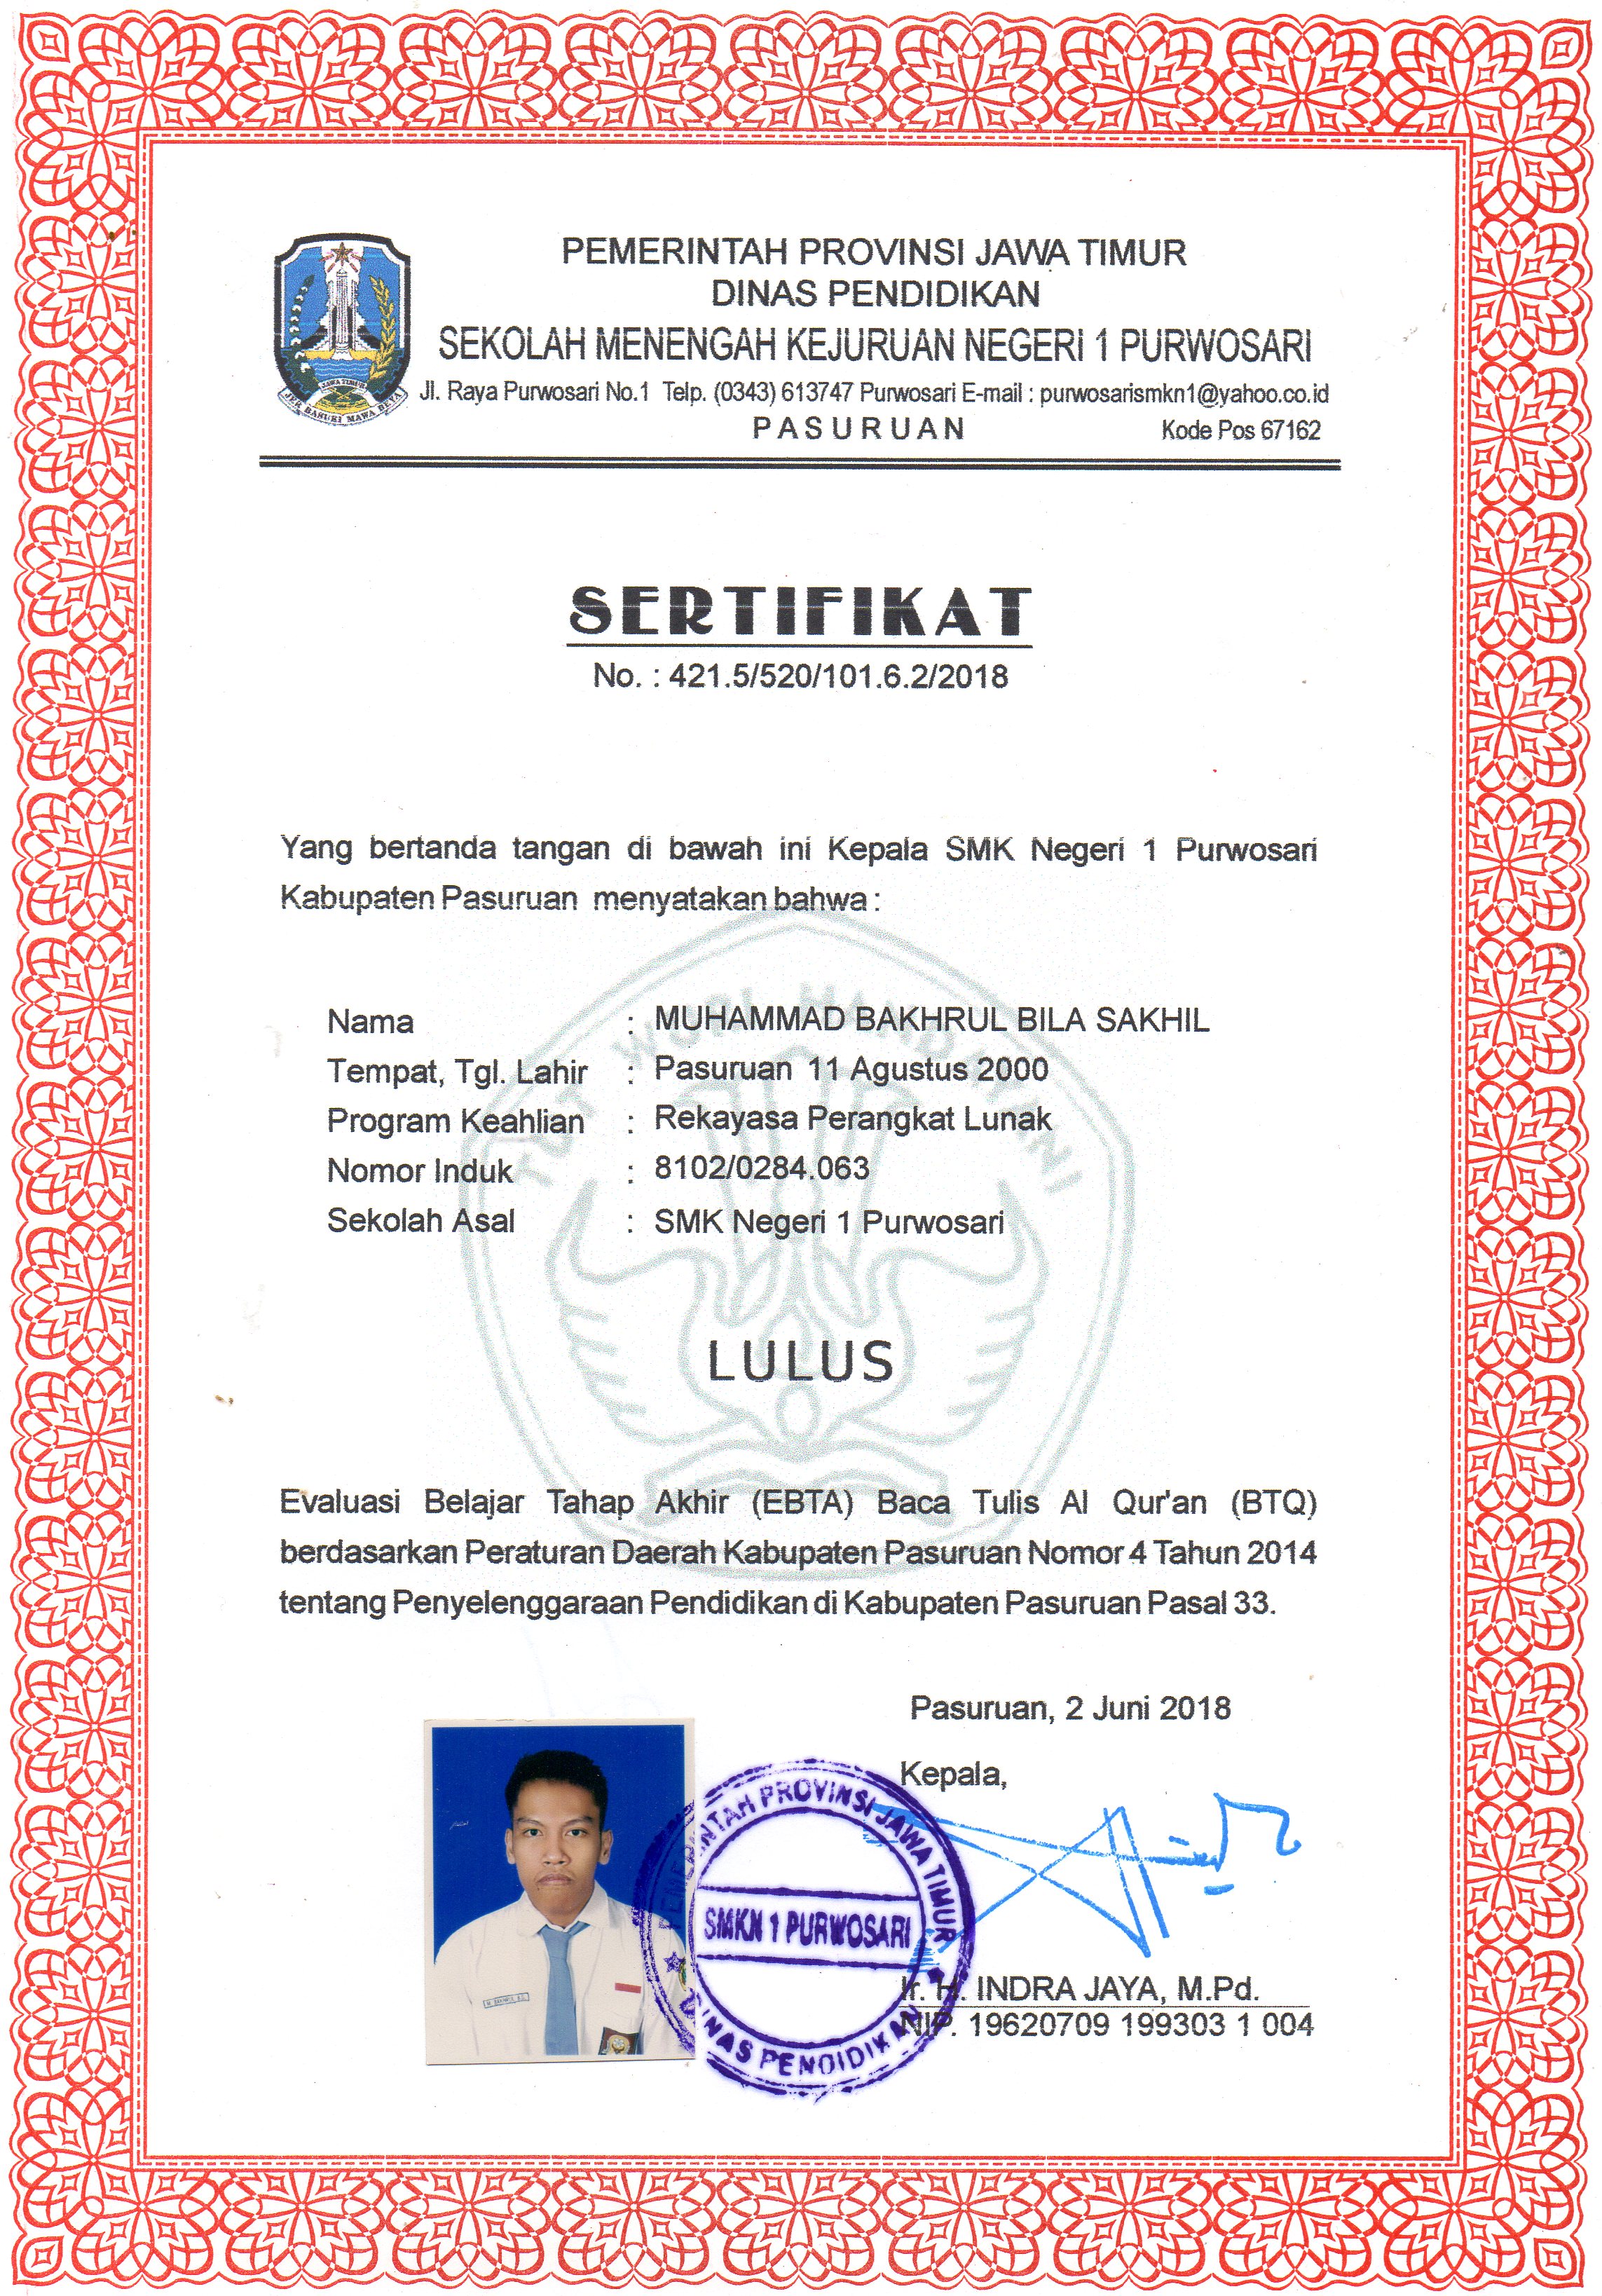 PEMERINTAH PROVINSI JAWA TIMUR
DINAS PENDIDIKAN
SEKOLAH MENENGAH KEJURUAN NEGERI 1 PURWOSARI
Jl. Raya Purwosari No.1 Telp. (0343) 613747 Purwosari E-mail : purwosarismkn1@yahoo.co.id
PASURUAN Kode Pos 67162
JAWA TIMUR
JER BASUKI MAWA BEYA
SERTIFIKAT
No. : 421.5/520/101.6.2/2018
Yang bertanda tangan di bawah ini Kepala SMK Negeri 1 Purwosari
Kabupaten Pasuruan menyatakan bahwa :
TUT WURI HANDAYANI
Nama : MUHAMMAD BAKHRUL BILA SAKHIL
Tempat, Tgl. Lahir : Pasuruan 11 Agustus 2000
Program Keahlian : Rekayasa Perangkat Lunak
Nomor Induk : 8102/0284.063
Sekolah Asal : SMK Negeri 1 Purwosari
LULUS
Evaluasi Belajar Tahap Akhir (EBTA) Baca Tulis Al Qur'an (BTQ)
berdasarkan Peraturan Daerah Kabupaten Pasuruan Nomor 4 Tahun 2014
tentang Penyelenggaraan Pendidikan di Kabupaten Pasuruan Pasal 33.
Pasuruan, 2 Juni 2018
Kepala,
PEMERINTAH PROVINSI JAWA TIMUR
SMKN 1 PURWOSARI
DINAS PENDIDIKAN
Ir. H. INDRA JAYA, M.Pd.
NIP. 19620709 199303 1 004